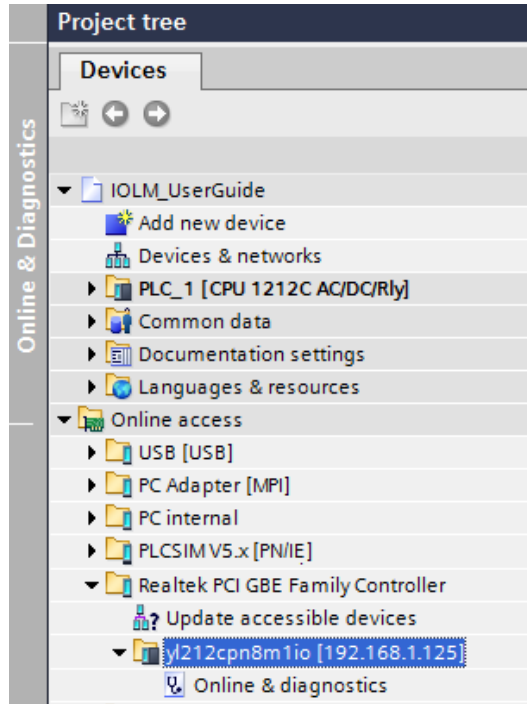 Project tree
Devices
Online & Diagnostics
IOLM_UserGuide
Add new device
Devices & networks
PLC_1 [CPU 1212C AC/DC/Rly]
Common data
Documentation settings
Languages & resources
Online access
USB [USB]
PC Adapter [MPI]
PC internal
PLCSIM V5.x [PN/IE]
Realtek PCI GBE Family Controller
Update accessible devices
yl212cpn8m1io [192.168.1.125]
Online & diagnostics